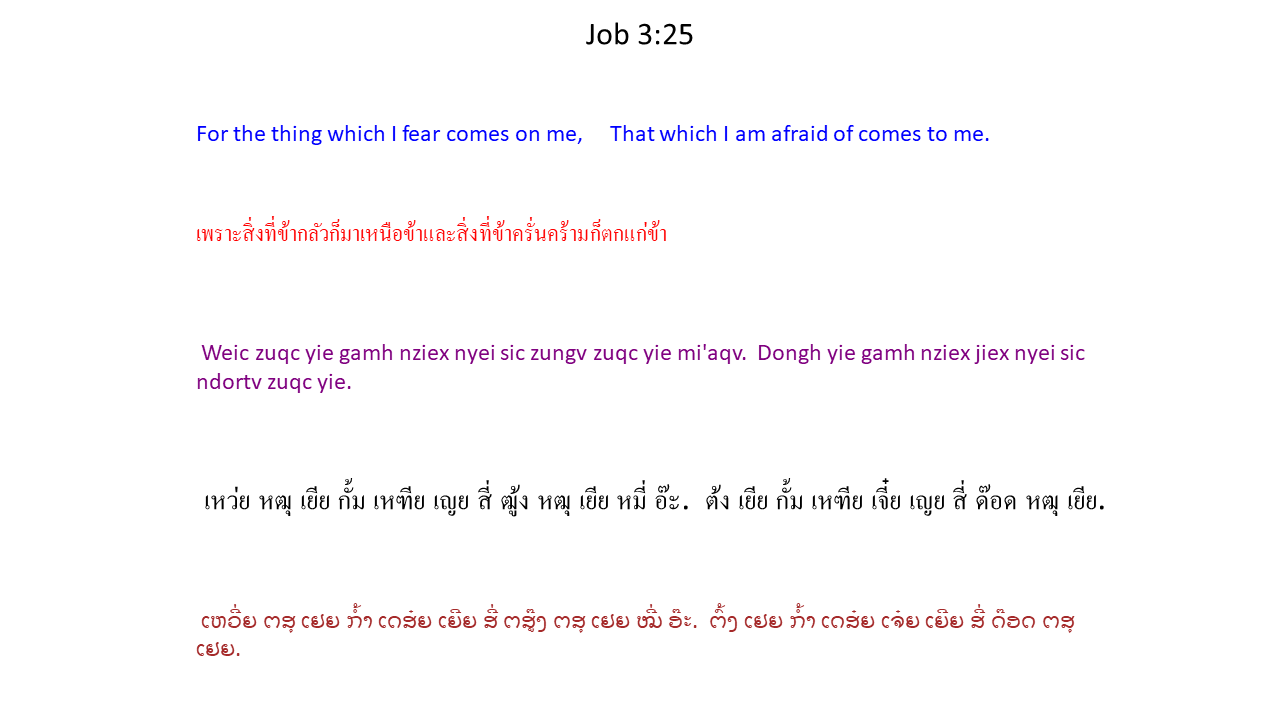 Job 3:25
For the thing which I fear comes on me, That which I am afraid of comes to me.
เพราะสิ่งที่ข้ากลัวก็มาเหนือข้าและสิ่งที่ข้าครั่นคร้ามก็ตกแก่ข้า
Weic zuqc yie gamh nziex nyei sic zungv zuqc yie mi'aqv. Dongh yie gamh nziex jiex nyei sic
ndortv zuqc yie.
เหว่ย หฒุ เยีย กั้ม เหฑีย เญย สี่ ฒู้ง หฒุ เยีย หมี่ อ๊ะ. ต้ง เยีย กั้ม เหฑีย เจี๋ย เญย สี่ ด๊อด หฒุ เยีย.
ເຫວີ່ຍ ຕສຸ ເຢຍ ກ້ຳ ເດສ໋ຍ ເຍີຍ ສີ່ ຕສູ໊ງ ຕສຸ ເຢຍ ໝີ່ ອ໊ະ. ຕົ້ງ ເຢຍ ກ້ຳ ເດສ໋ຍ ເຈ໋ຍ ເຍີຍ ສີ່ ດ໊ອດ ຕສຸ
ເຢຍ.